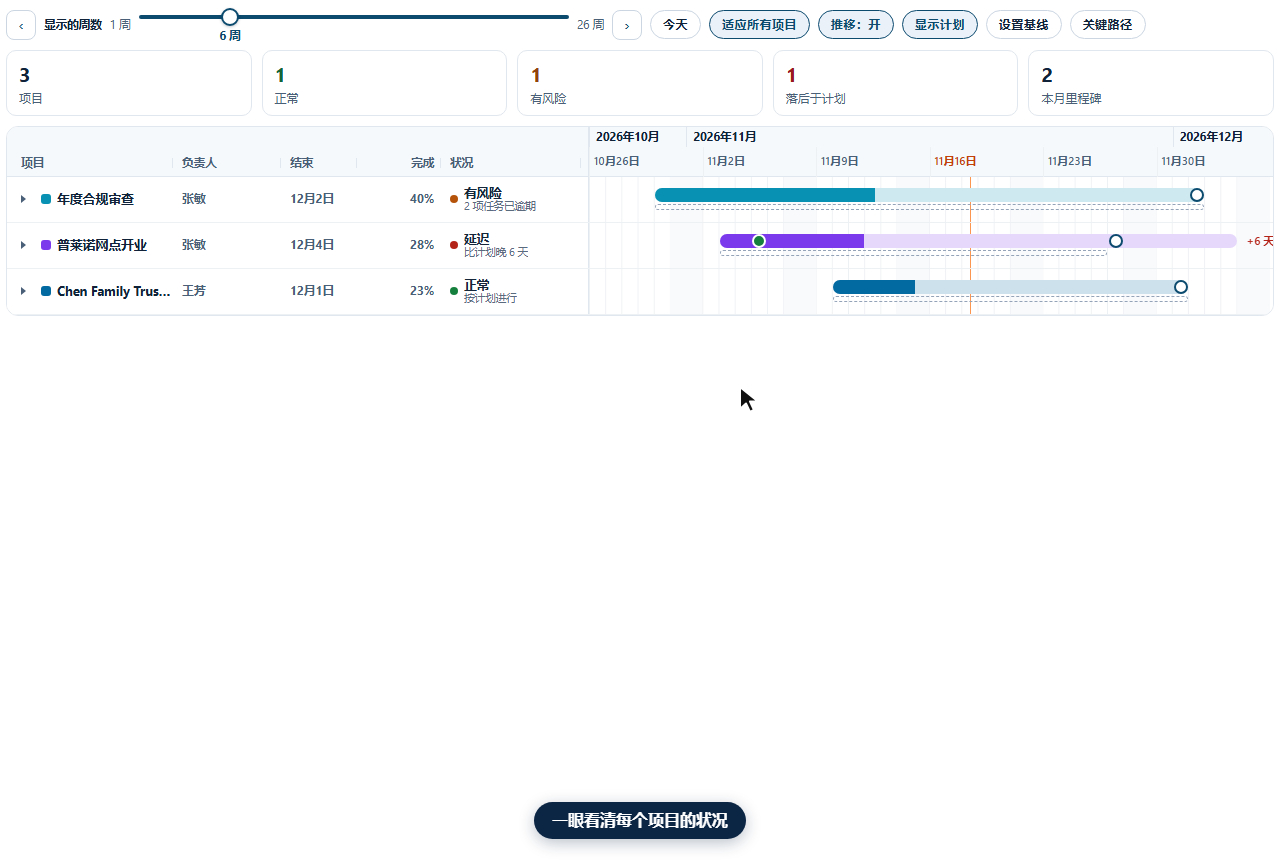 ‹ 显示的周数 1 周 6 周 26 周 › 今天 适应所有项目 推移：开 显示计划 设置基线 关键路径
3 1 1 1 2
项目 正常 有风险 落后于计划 本月里程碑
2026年10月 2026年11月 2026年12月
项目 负责人 结束 完成 状况 10月26日 11月2日 11月9日 11月16日 11月23日 11月30日
年度合规审查 张敏 12月2日 40% 有风险
2 项任务已逾期
普莱诺网点开业 张敏 12月4日 28% 延迟 +6 天
比计划晚 6 天
Chen Family Trus... 王芳 12月1日 23% 正常
按计划进行
一眼看清每个项目的状况